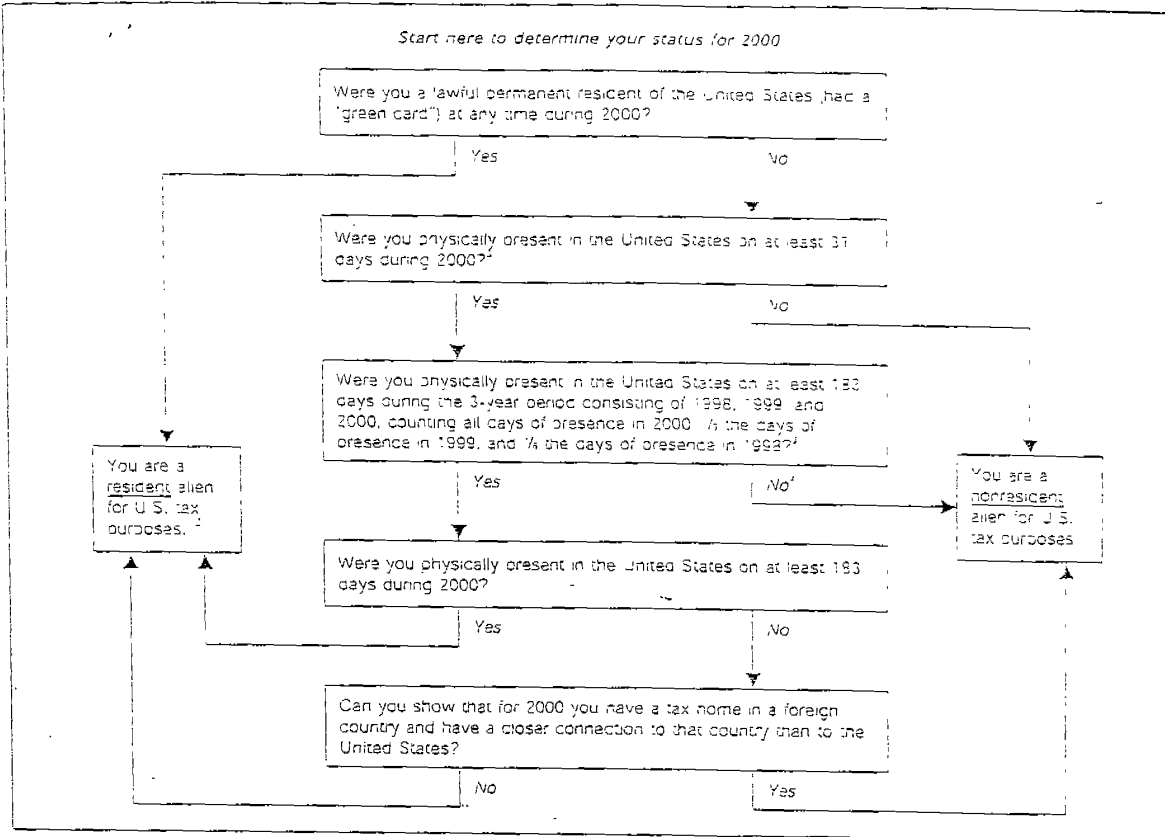 Start here to determine your status for 2000
Were you a lawful permanent resident of the United States (had a
"green card") at any time during 2000?
Yes
No
Were you physically present in the United States on at least 31
days during 2000?
Yes
No
Were you physically present in the United States on at least 183
days during the 3-year period consisting of 1998, 1999, and
2000, counting all days of presence in 2000, ⅓ the days of
presence in 1999, and ⅙ the days of presence in 1998?
Yes
No
You are a
resident alien
for U.S. tax
purposes.
You are a
nonresident
alien for U.S.
tax purposes
Were you physically present in the United States on at least 183
days during 2000?
Yes
No
Can you show that for 2000 you have a tax home in a foreign
country and have a closer connection to that country than to the
United States?
No
Yes